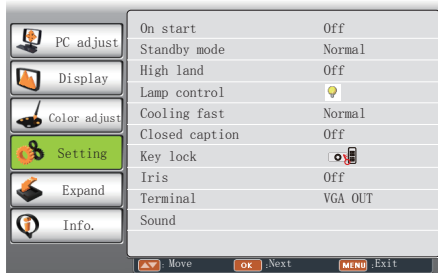 PC adjust
Display
Color adjust
Setting
Expand
Info.
On start Off
Standby mode Normal
High land Off
Lamp control
Cooling fast Normal
Closed caption Off
Key lock
Iris Off
Terminal VGA OUT
Sound
: Move OK :Next MENU :Exit